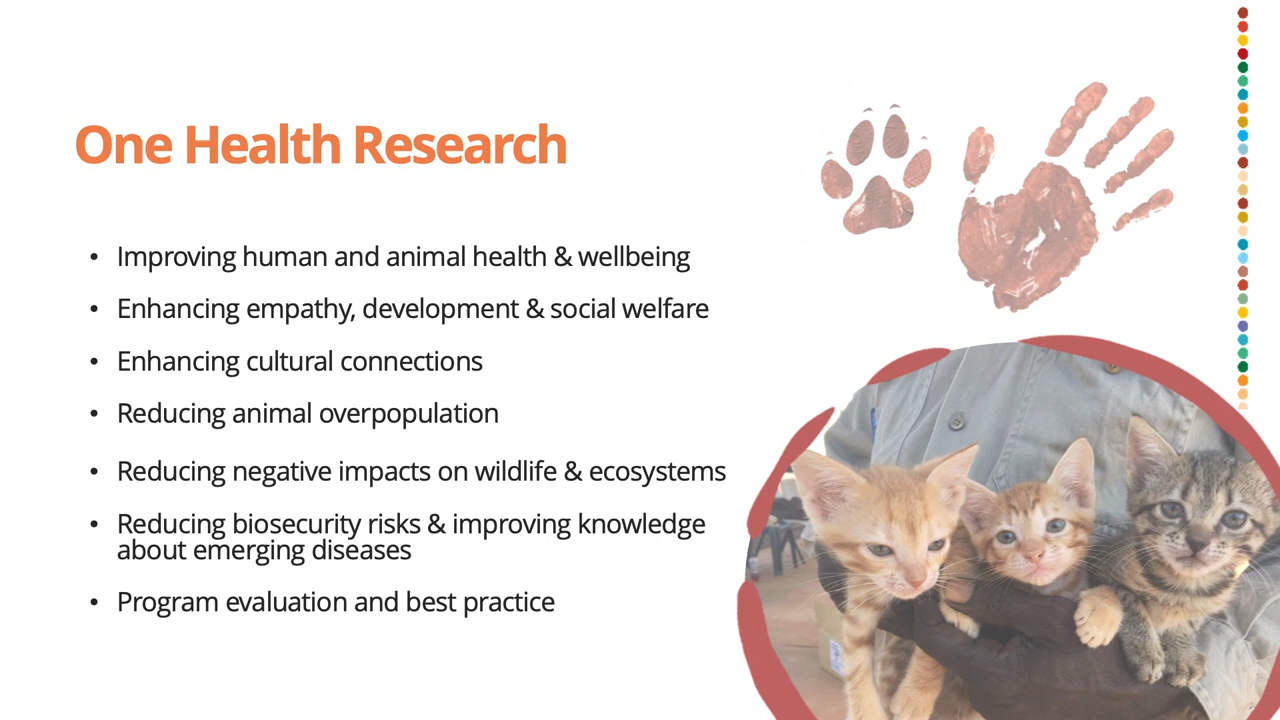 One Health Research
• Improving human and animal health & wellbeing
• Enhancing empathy, development & social welfare
• Enhancing cultural connections
• Reducing animal overpopulation
• Reducing negative impacts on wildlife & ecosystems
• Reducing biosecurity risks & improving knowledge
about emerging diseases
• Program evaluation and best practice